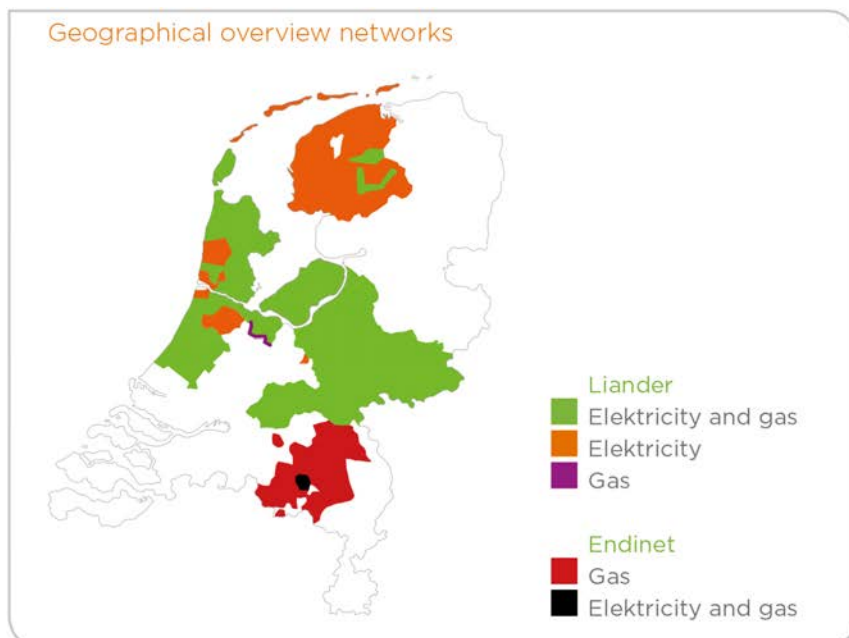 Geographical overview networks
Liander
Elektricity and gas
Elektricity
Gas
Endinet
Gas
Elektricity and gas